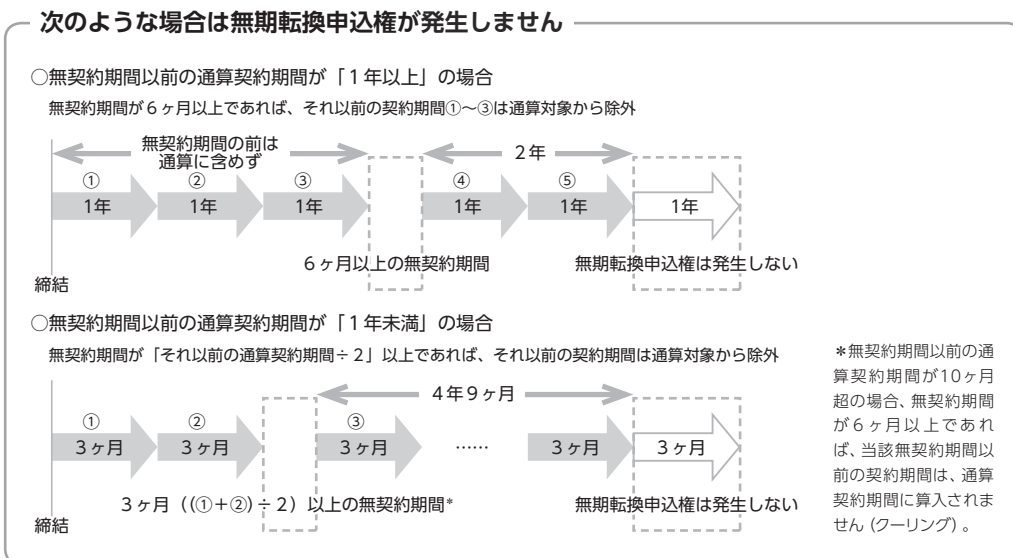 次のような場合は無期転換申込権が発生しません
○無契約期間以前の通算契約期間が「１年以上」の場合
無契約期間が６ヶ月以上であれば、それ以前の契約期間①〜③は通算対象から除外
無契約期間の前は
通算に含めず
2年
① ② ③ ④ ⑤
1年 1年 1年 1年 1年 1年
６ヶ月以上の無契約期間
無期転換申込権は発生しない
締結
○無契約期間以前の通算契約期間が「１年未満」の場合
無契約期間が「それ以前の通算契約期間÷２」以上であれば、それ以前の契約期間は通算対象から除外
４年９ヶ月
① ② ③
３ヶ月 ３ヶ月 ３ヶ月 …… ３ヶ月 ３ヶ月
３ヶ月（(①＋②)÷２）以上の無契約期間*
無期転換申込権は発生しない
締結
＊無契約期間以前の通
算契約期間が10ヶ月
超の場合、無契約期間
が６ヶ月以上であれ
ば、当該無契約期間以
前の契約期間は、通算
契約期間に算入されま
せん（クーリング）。